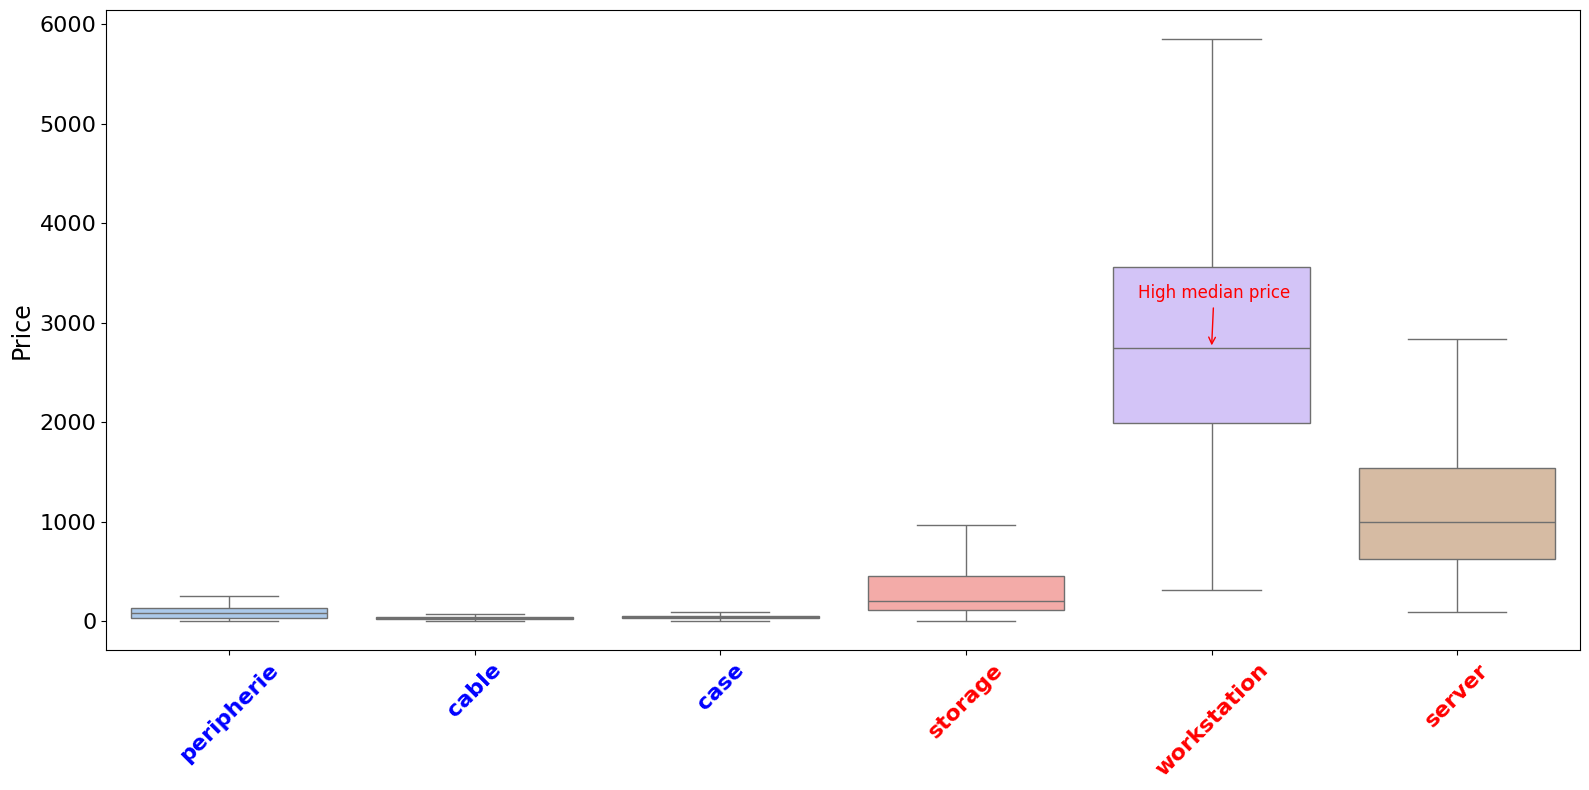 6000
5000
4000
3000
2000
1000
0
Price
High median price
peripherie
cable
case
storage
workstation
server